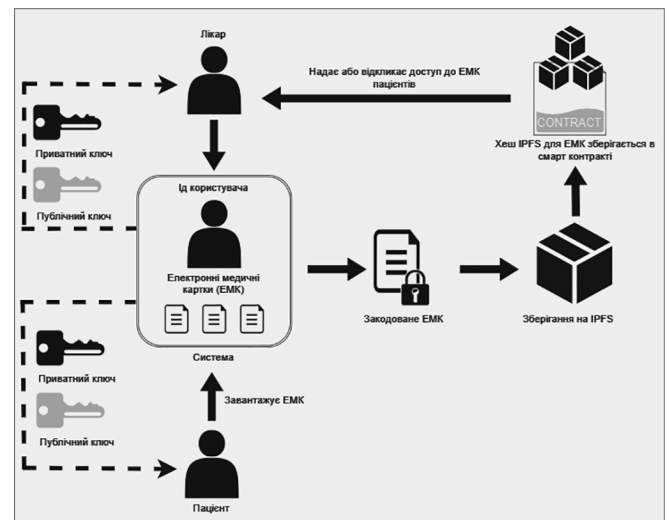 Лікар
Надає або відкликає доступ до ЕМК
пацієнтів
CONTRACT
Хеш IPFS для ЕМК зберігається в
смарт контракті
Приватний ключ
Публічний ключ
Ід користувача
Електронні медичні
картки (ЕМК)
Закодоване ЕМК
Зберігання на IPFS
Система
Приватний ключ
Завантажує ЕМК
Публічний ключ
Пацієнт